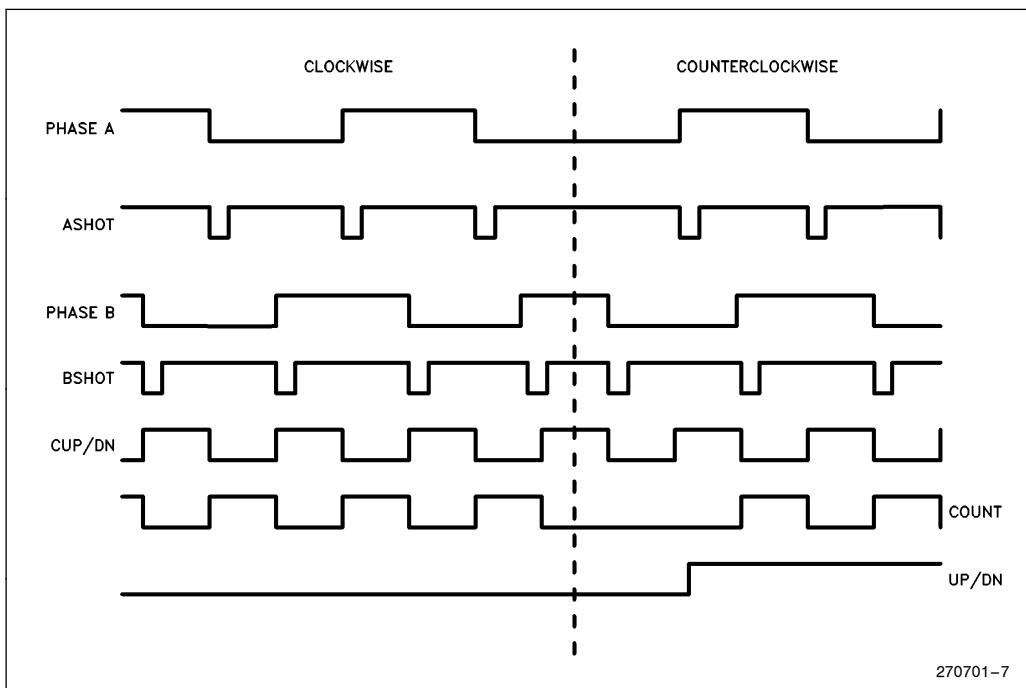 CLOCKWISE
COUNTERCLOCKWISE
PHASE A
ASHOT
PHASE B
BSHOT
CUP/DN
COUNT
UP/DN
270701-7